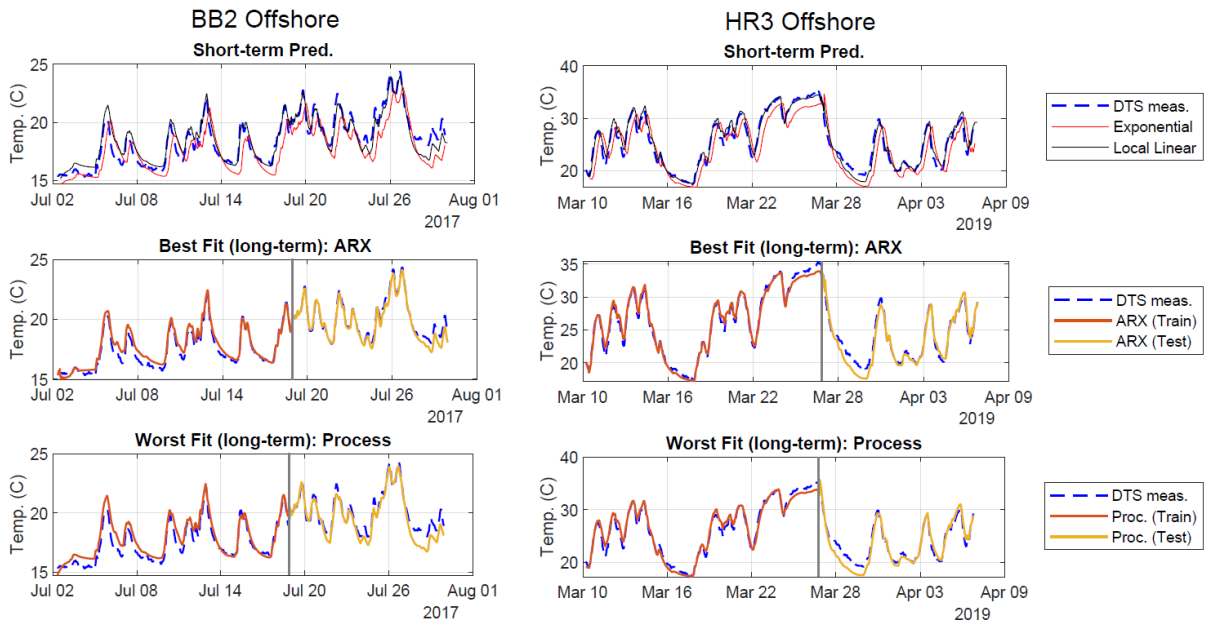 BB2 Offshore
Short-term Pred.
Temp. (C)
25
20
15
Jul 02
Jul 08
Jul 14
Jul 20
Jul 26
Aug 01
2017
Best Fit (long-term): ARX
Temp. (C)
25
20
15
Jul 02
Jul 08
Jul 14
Jul 20
Jul 26
Aug 01
2017
Worst Fit (long-term): Process
Temp. (C)
25
20
15
Jul 02
Jul 08
Jul 14
Jul 20
Jul 26
Aug 01
2017
HR3 Offshore
Short-term Pred.
Temp. (C)
40
30
20
Mar 10
Mar 16
Mar 22
Mar 28
Apr 03
Apr 09
2019
Best Fit (long-term): ARX
Temp. (C)
35
30
25
20
Mar 10
Mar 16
Mar 22
Mar 28
Apr 03
Apr 09
2019
Worst Fit (long-term): Process
Temp. (C)
40
30
20
Mar 10
Mar 16
Mar 22
Mar 28
Apr 03
Apr 09
2019
DTS meas.
Exponential
Local Linear
DTS meas.
ARX (Train)
ARX (Test)
DTS meas.
Proc. (Train)
Proc. (Test)